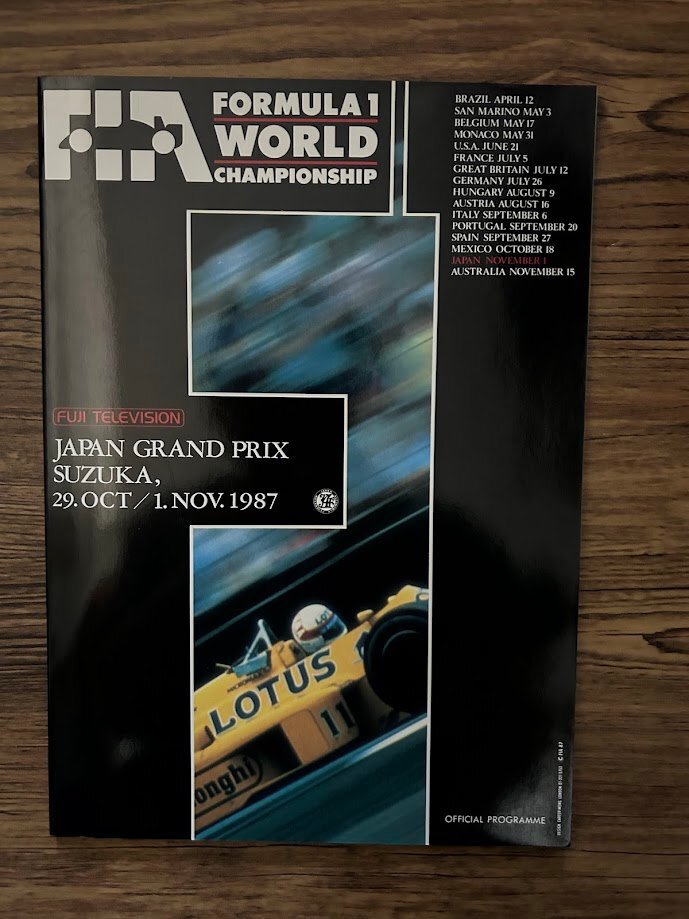 FIA
FORMULA 1
WORLD
CHAMPIONSHIP
BRAZIL APRIL 12
SAN MARINO MAY 3
BELGIUM MAY 17
MONACO MAY 31
U.S.A. JUNE 21
FRANCE JULY 5
GREAT BRITAIN JULY 12
GERMANY JULY 26
HUNGARY AUGUST 9
AUSTRIA AUGUST 16
ITALY SEPTEMBER 6
PORTUGAL SEPTEMBER 20
SPAIN SEPTEMBER 27
MEXICO OCTOBER 18
JAPAN NOVEMBER 1
AUSTRALIA NOVEMBER 15
FUJI TELEVISION
JAPAN GRAND PRIX
SUZUKA,
29. OCT / 1. NOV. 1987
LOTUS
11
onghi
OFFICIAL PROGRAMME
© FIA 87